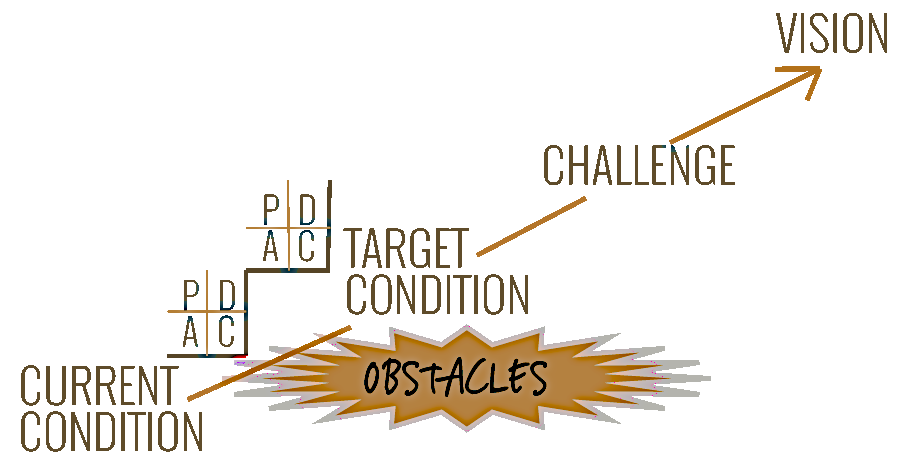 VISION
CHALLENGE
P D
A C
TARGET
CONDITION
P D
A C
OBSTACLES
CURRENT
CONDITION